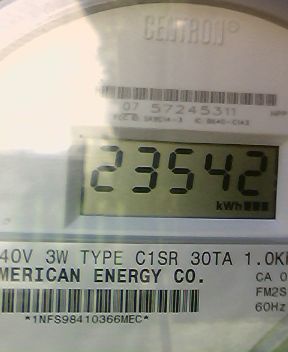 CENTRON®
07 57245311
23542
kWh
40V 3W TYPE C1SR 30TA 1.0K
MERICAN ENERGY CO.
CA 0
FM2S
60Hz
*1NFS98410366MEC*